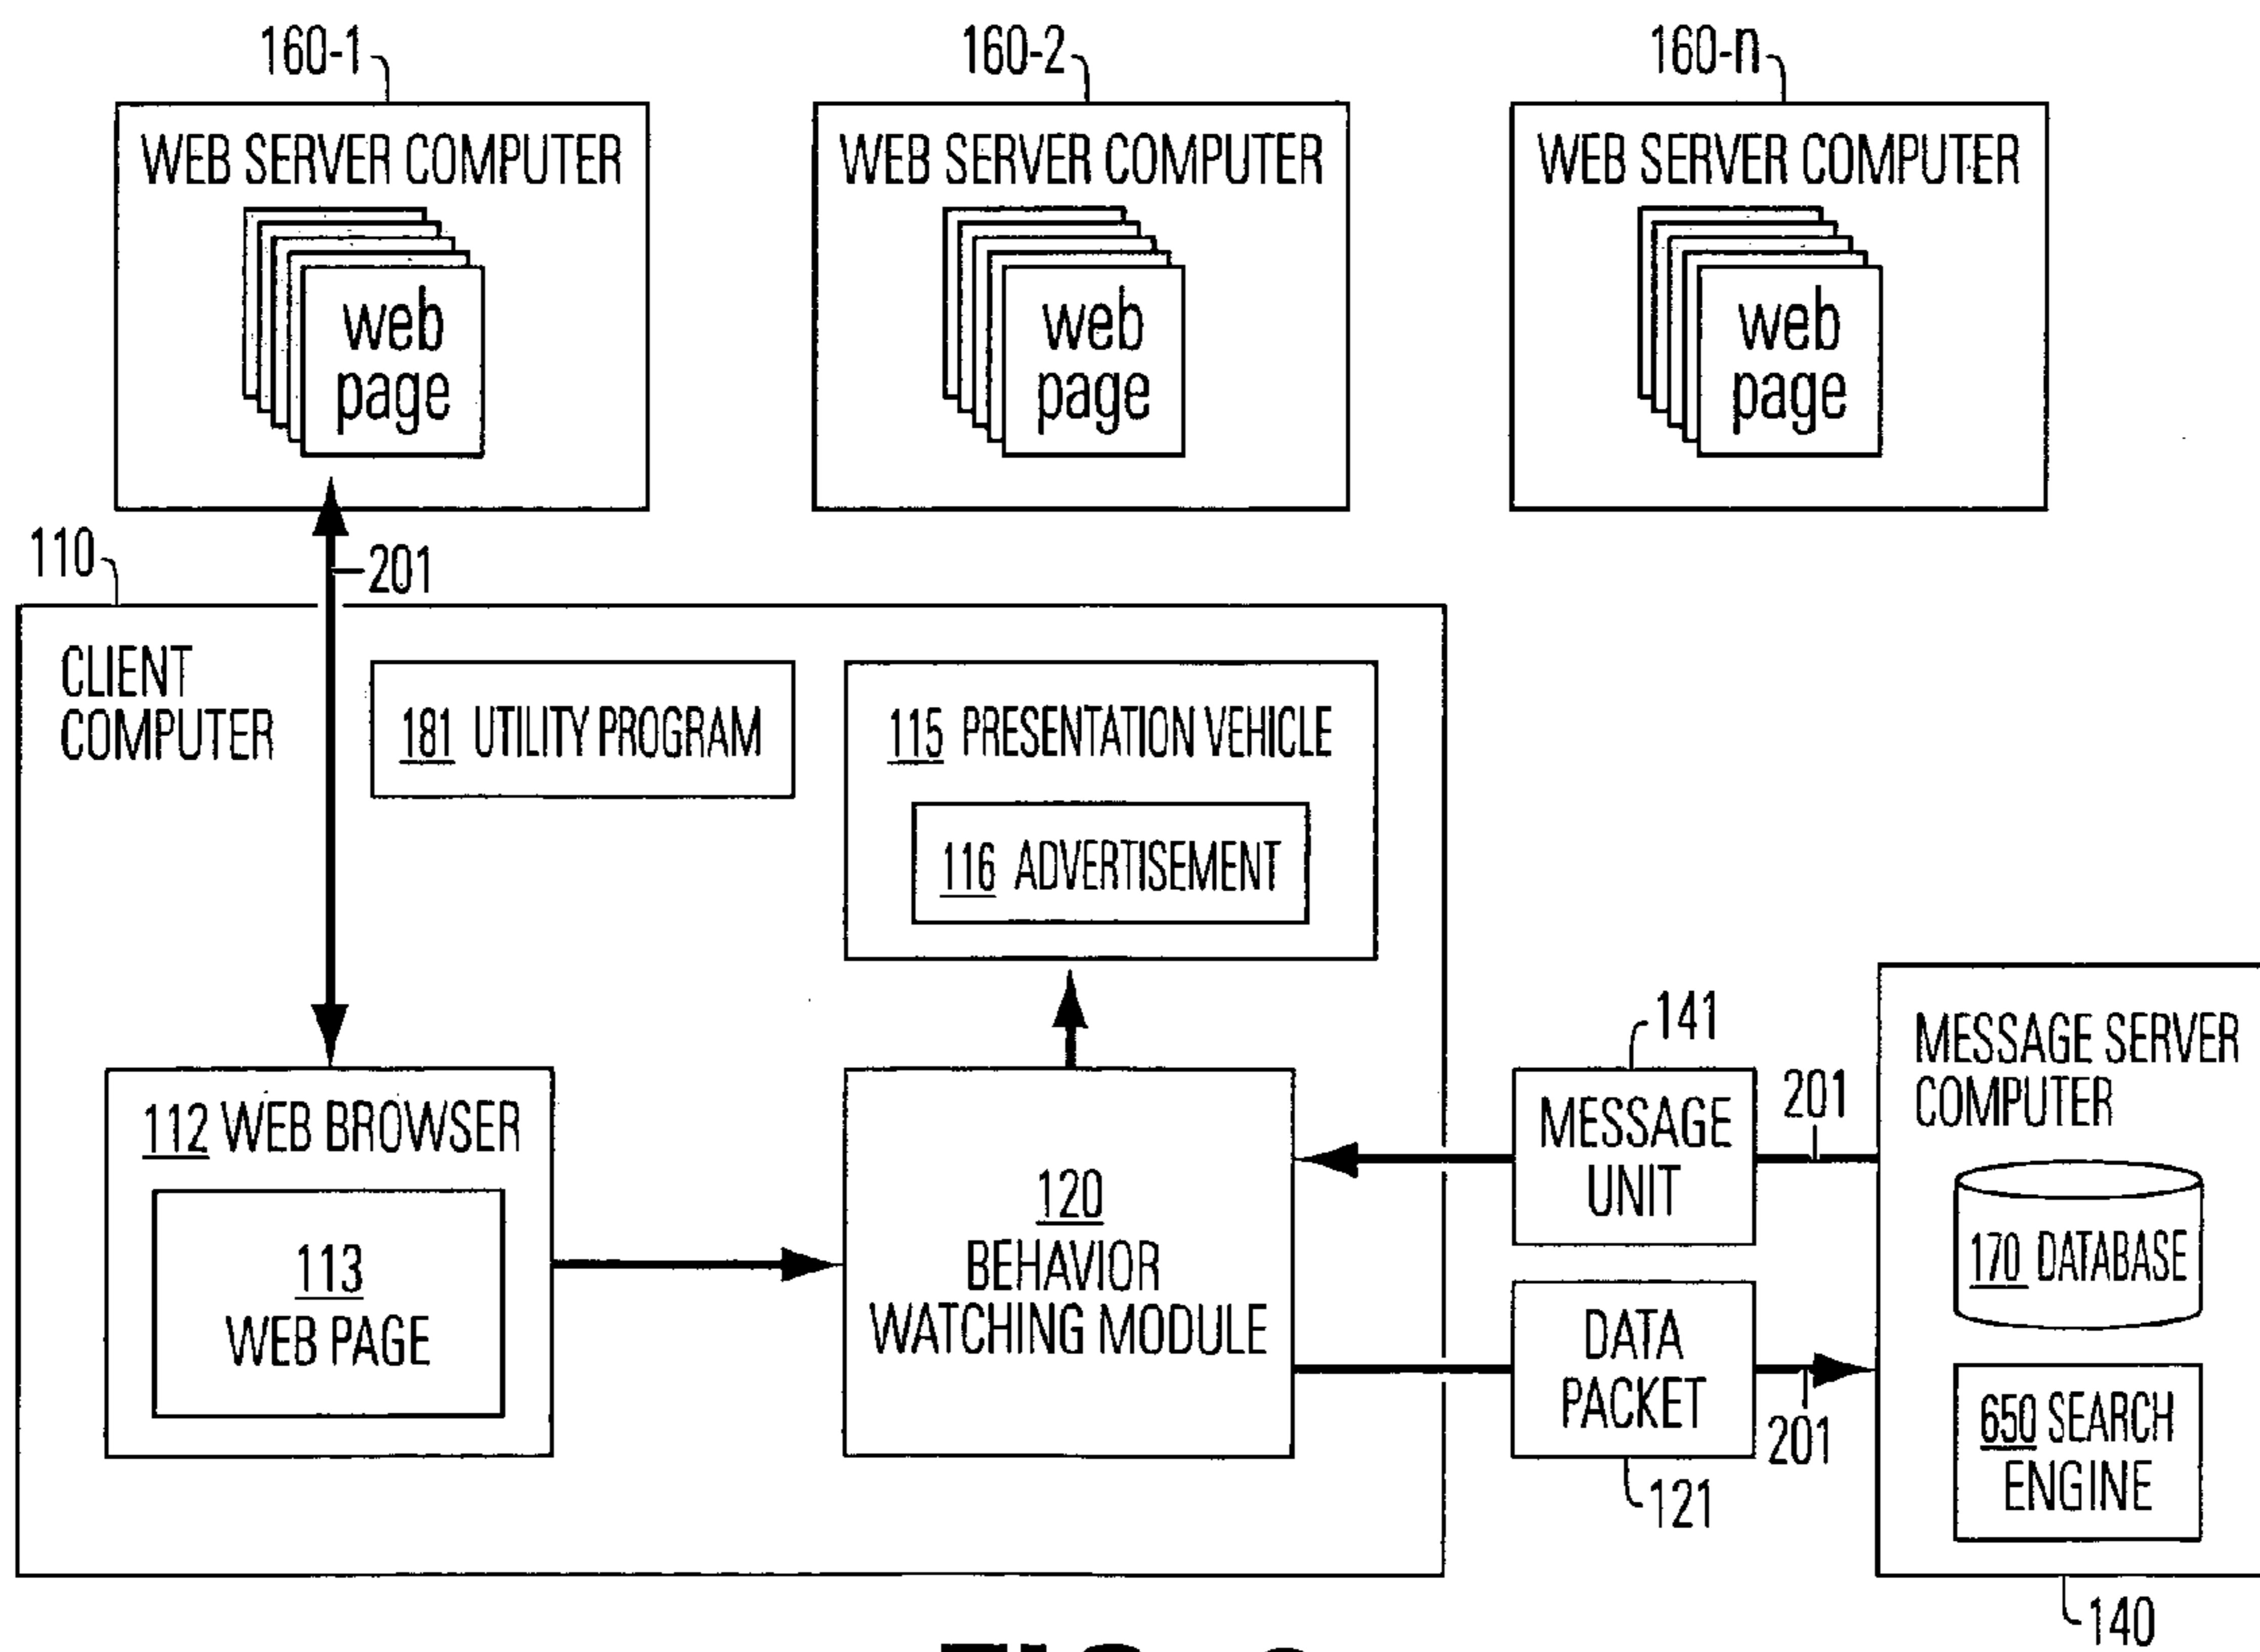 160-1
160-2
160-n
WEB SERVER COMPUTER
WEB SERVER COMPUTER
WEB SERVER COMPUTER
web
page
web
page
web
page
110
201
CLIENT
COMPUTER
181 UTILITY PROGRAM
115 PRESENTATION VEHICLE
116 ADVERTISEMENT
112 WEB BROWSER
113
WEB PAGE
120
BEHAVIOR
WATCHING MODULE
141
MESSAGE
UNIT
201
DATA
PACKET
201
121
MESSAGE SERVER
COMPUTER
170 DATABASE
650 SEARCH
ENGINE
140